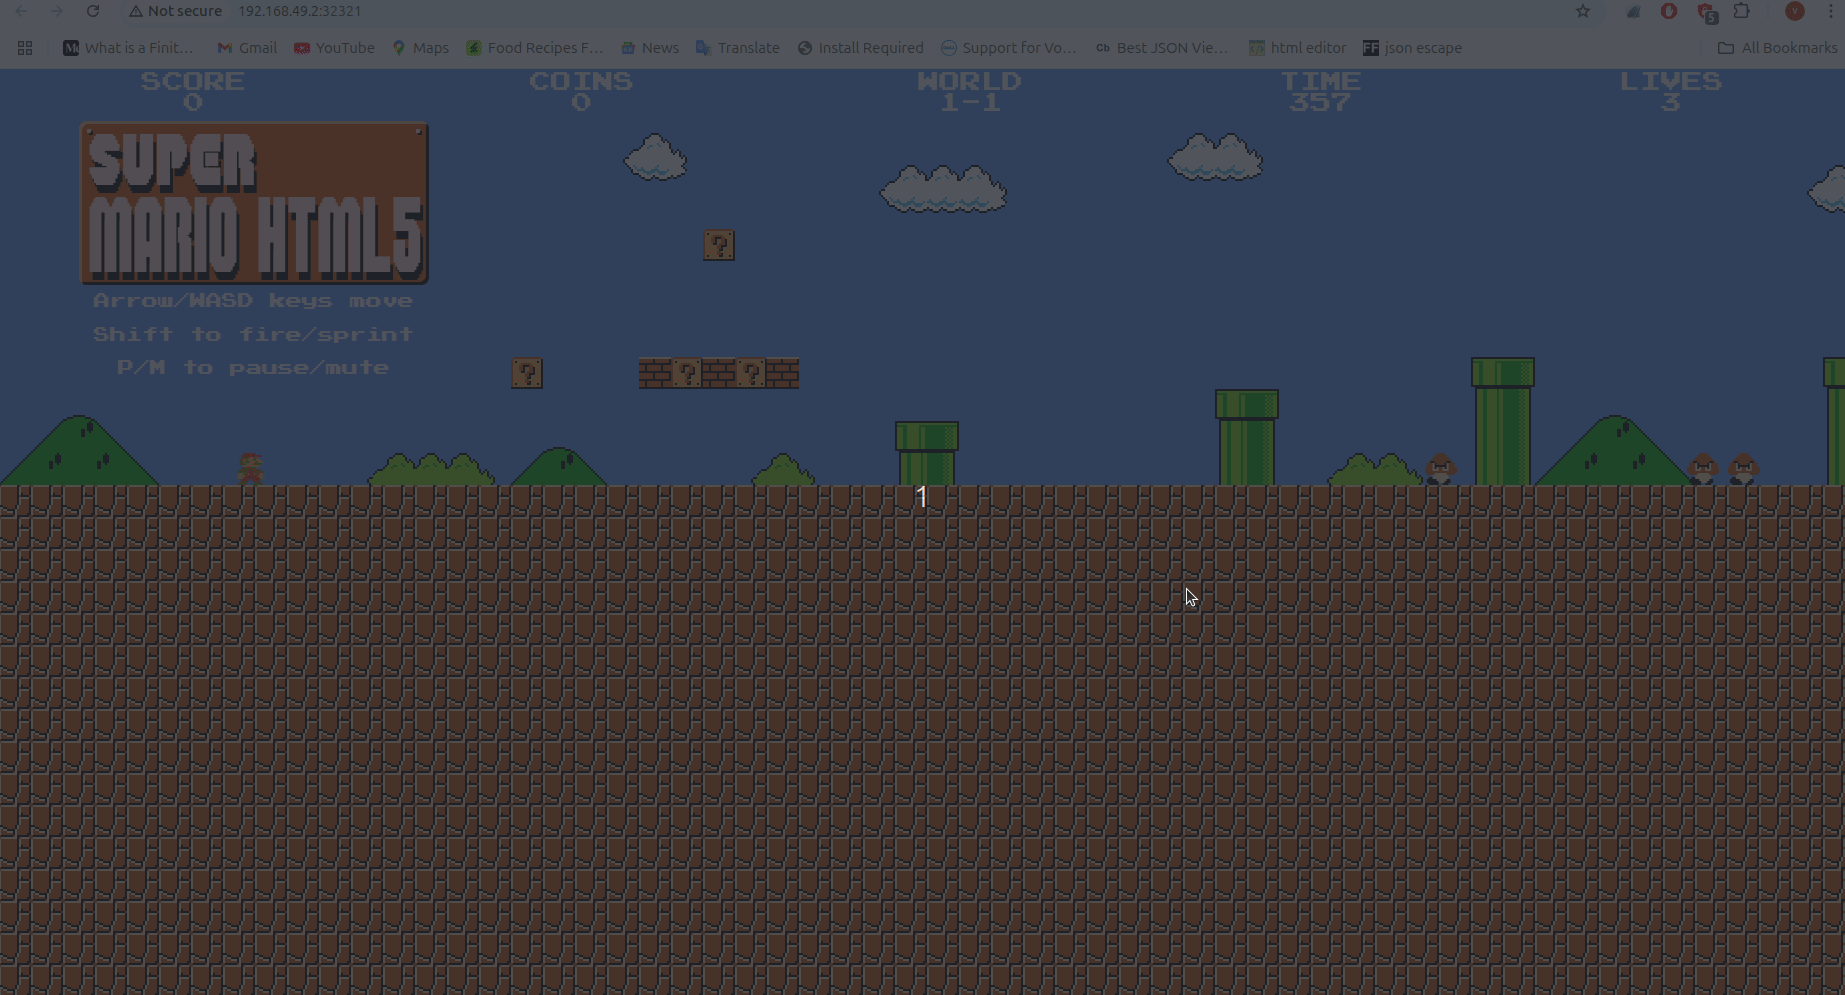 Not secure 192.168.49.2:32321
5 V
What is a Finit... Gmail YouTube Maps Food Recipes F... News Translate Install Required Support for Vo... Cb Best JSON Vie... html editor FF json escape All Bookmarks
SCORE COINS WORLD TIME LIVES
0 0 1-1 357 3
SUPER
MARIO HTML5
Arrow/WASD keys move
Shift to fire/sprint
P/M to pause/mute
?
? ? ?
1